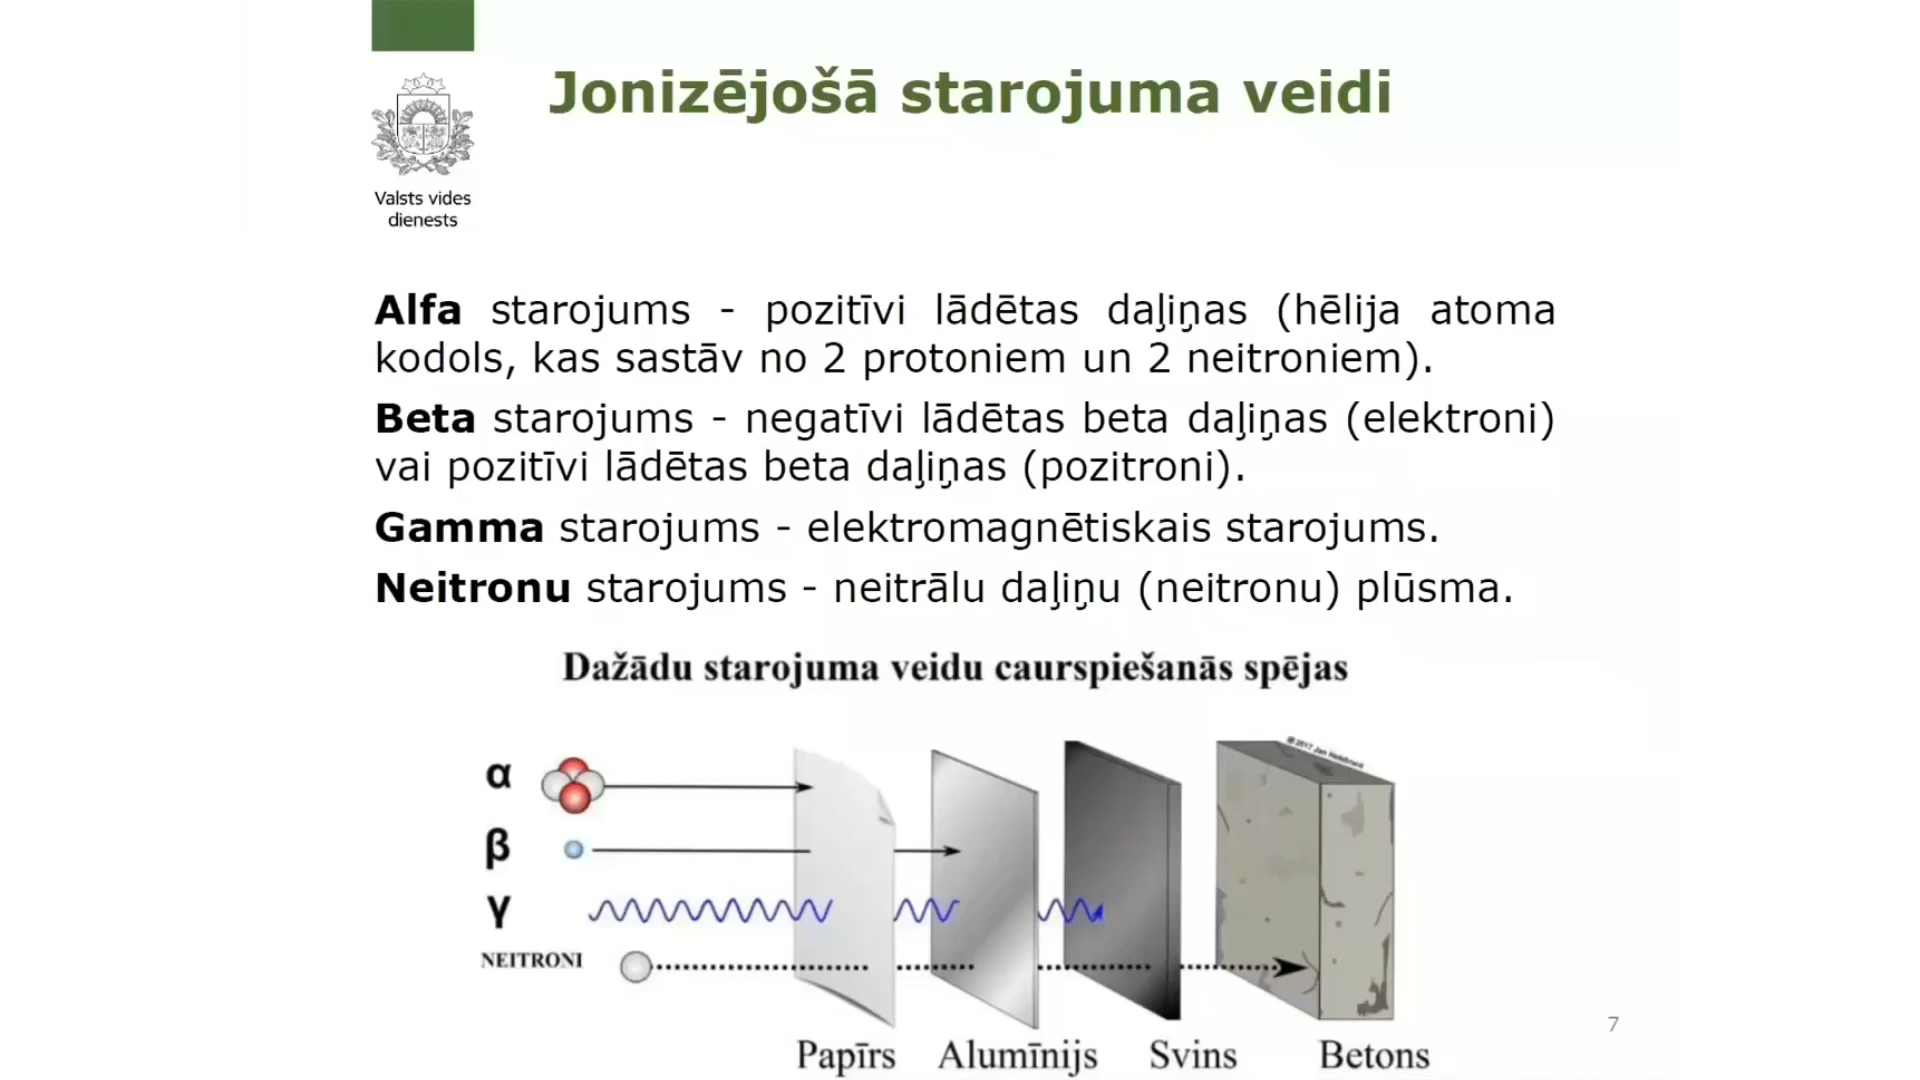 Jonizējošā starojuma veidi
Valsts vides
dienests
Alfa starojums - pozitīvi lādētas daļiņas (hēlija atoma
kodols, kas sastāv no 2 protoniem un 2 neitroniem).
Beta starojums - negatīvi lādētas beta daļiņas (elektroni)
vai pozitīvi lādētas beta daļiņas (pozitroni).
Gamma starojums - elektromagnētiskais starojums.
Neitronu starojums - neitrālu daļiņu (neitronu) plūsma.
Dažādu starojuma veidu caurspiešanās spējas
α
β
γ
NEITRONI
© 2017 Jan
Papīrs Alumīnijs Svins Betons
7